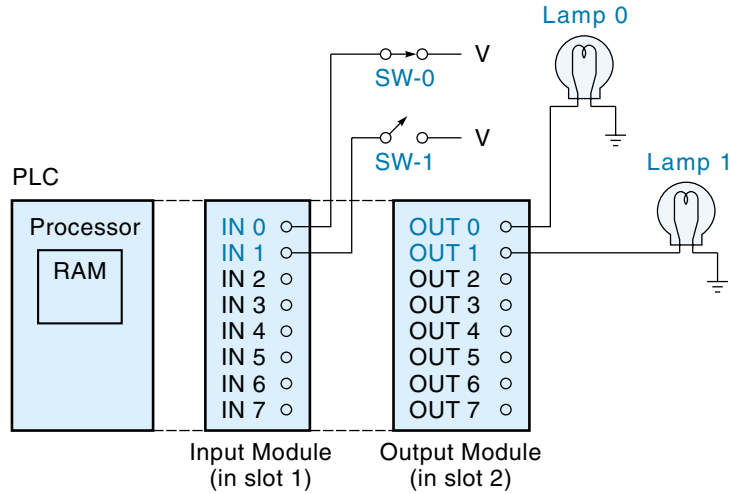 Lamp 0
V
SW-0
V
SW-1
Lamp 1
PLC
Processor
RAM
IN 0
IN 1
IN 2
IN 3
IN 4
IN 5
IN 6
IN 7
OUT 0
OUT 1
OUT 2
OUT 3
OUT 4
OUT 5
OUT 6
OUT 7
Input Module
(in slot 1)
Output Module
(in slot 2)